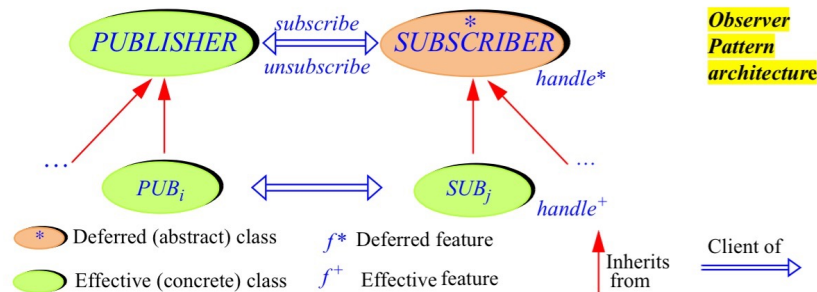 PUBLISHER
subscribe
unsubscribe
*
SUBSCRIBER
handle*
Observer
Pattern
architecture
...
PUBi
SUBj
...
handle+
* Deferred (abstract) class
f* Deferred feature
Effective (concrete) class
f+ Effective feature
Inherits
from
Client of